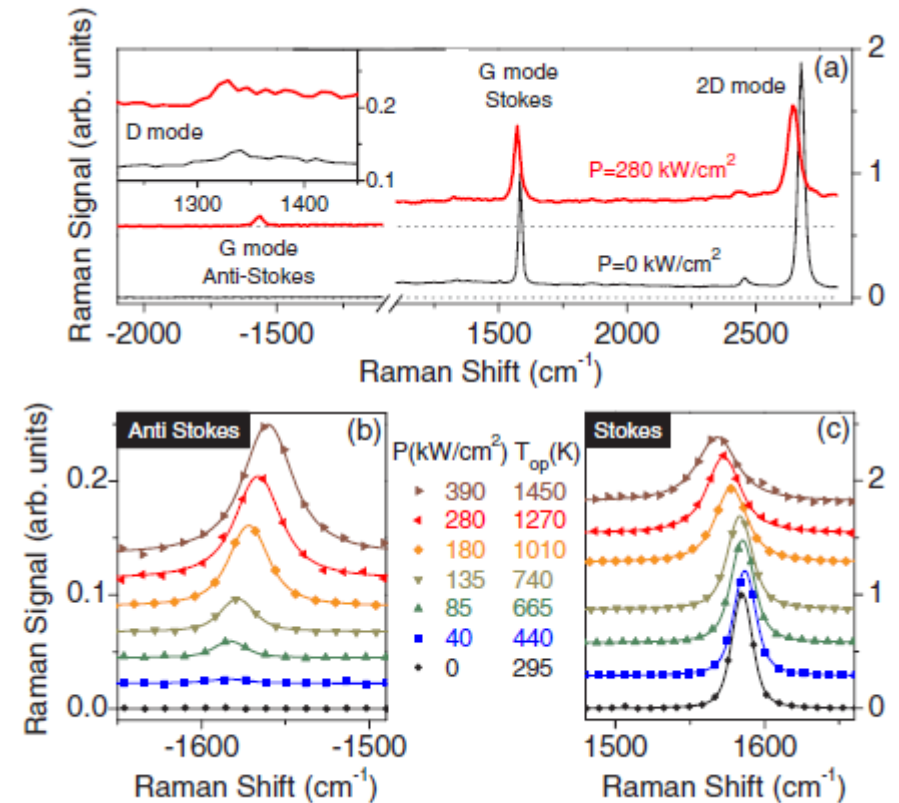 Raman Signal (arb. units)
D mode
0.2
0.1
1300 1400
G mode
Stokes
2D mode
(a)
P=280 kW/cm²
P=0 kW/cm²
G mode
Anti-Stokes
2
1
0
-2000 -1500 1500 2000 2500
Raman Shift (cm⁻¹)
Raman Signal (arb. units)
Anti Stokes (b)
0.2
0.1
0.0
-1600 -1500
Raman Shift (cm⁻¹)
P(kW/cm²) Top(K)
390 1450
280 1270
180 1010
135 740
85 665
40 440
0 295
Stokes (c)
2
1
0
1500 1600
Raman Shift (cm⁻¹)